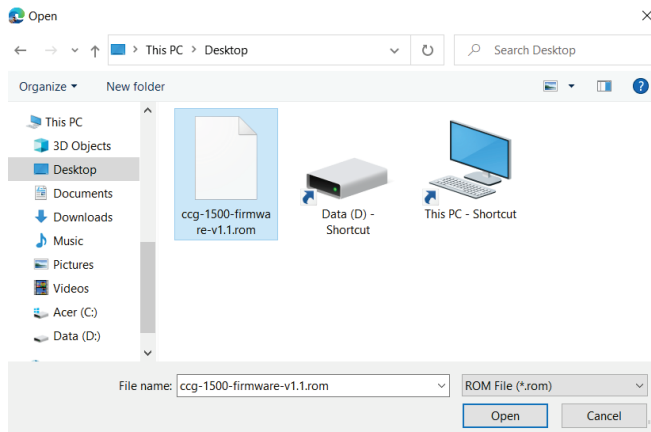 Open
This PC > Desktop
Search Desktop
Organize
New folder
?
This PC
3D Objects
Desktop
Documents
Downloads
Music
Pictures
Videos
Acer (C:)
Data (D:)
ccg-1500-firmwa
re-v1.1.rom
Data (D) -
Shortcut
This PC - Shortcut
File name:
ccg-1500-firmware-v1.1.rom
ROM File (*.rom)
Open
Cancel